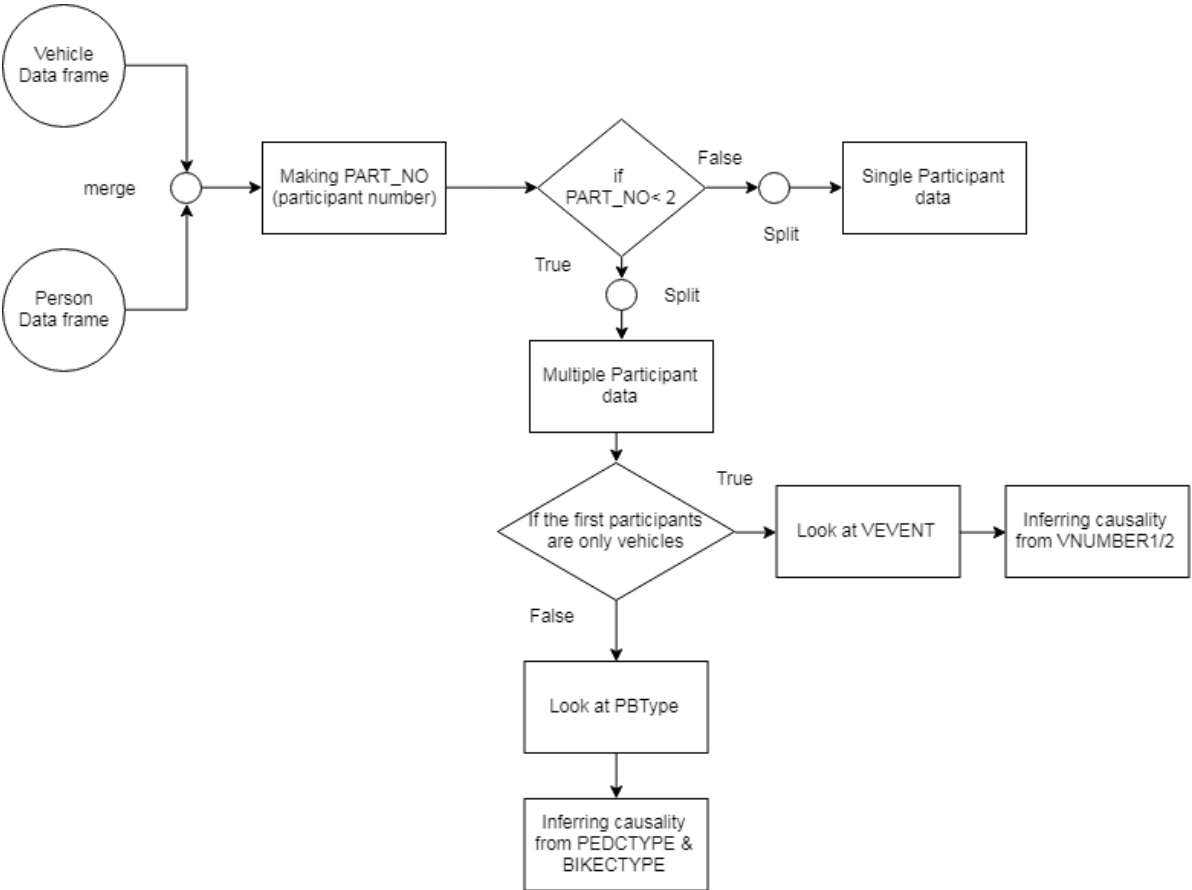 Vehicle
Data frame
merge
Making PART_NO
(participant number)
if
PART_NO< 2
False
Split
Single Participant
data
Person
Data frame
True
Split
Multiple Participant
data
If the first participants
are only vehicles
True
Look at VEVENT
Inferring causality
from VNUMBER1/2
False
Look at PBType
Inferring causality
from PEDCTYPE &
BIKECTYPE